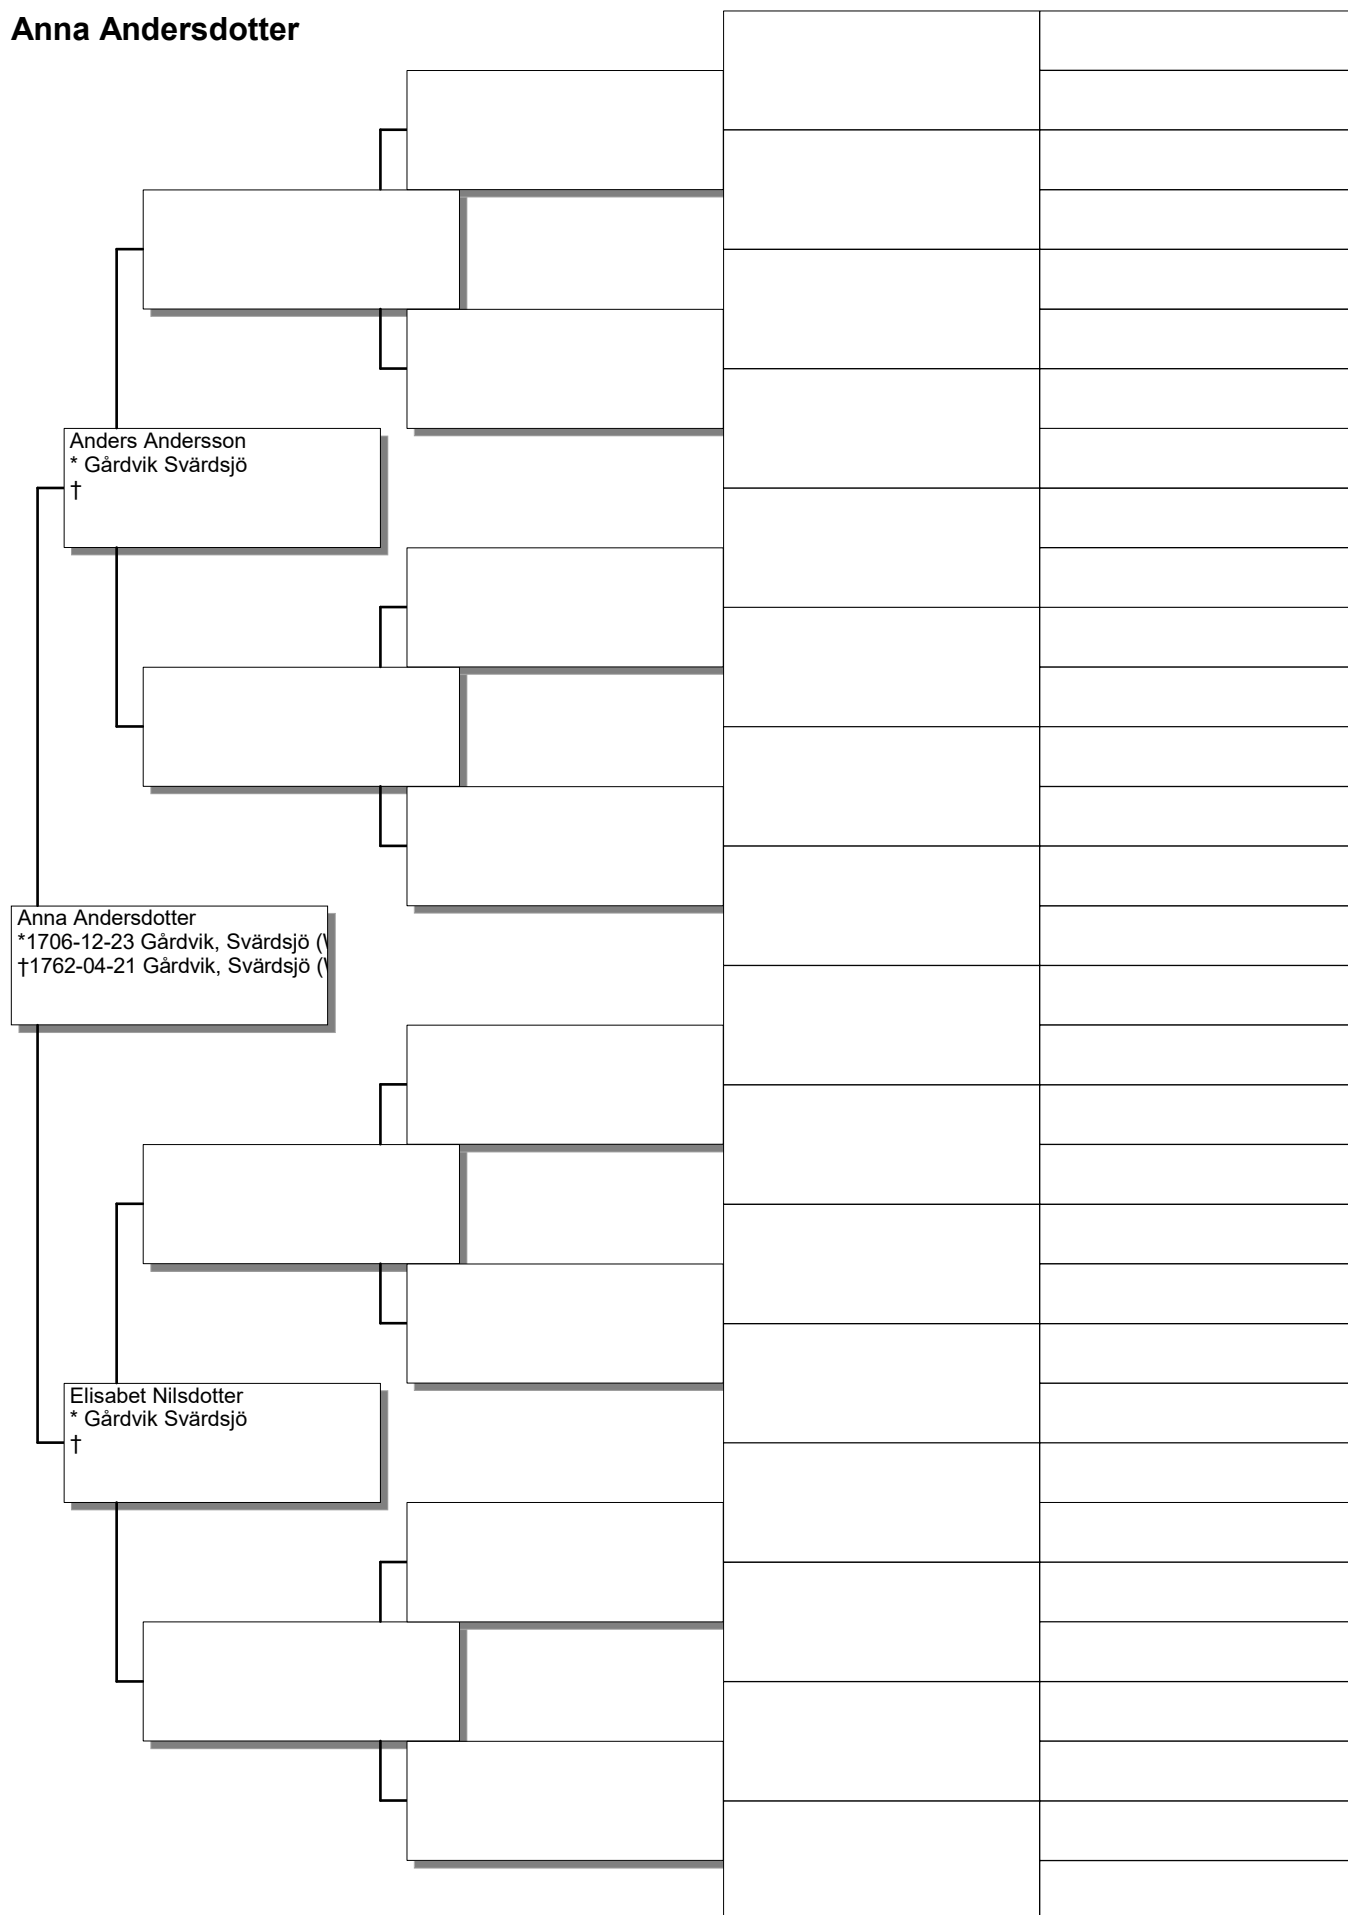 Anna Andersdotter
Anders Andersson
* Gårdvik Svärdsjö
†
Anna Andersdotter
*1706-12-23 Gårdvik, Svärdsjö (
†1762-04-21 Gårdvik, Svärdsjö (
Elisabet Nilsdotter
* Gårdvik Svärdsjö
†